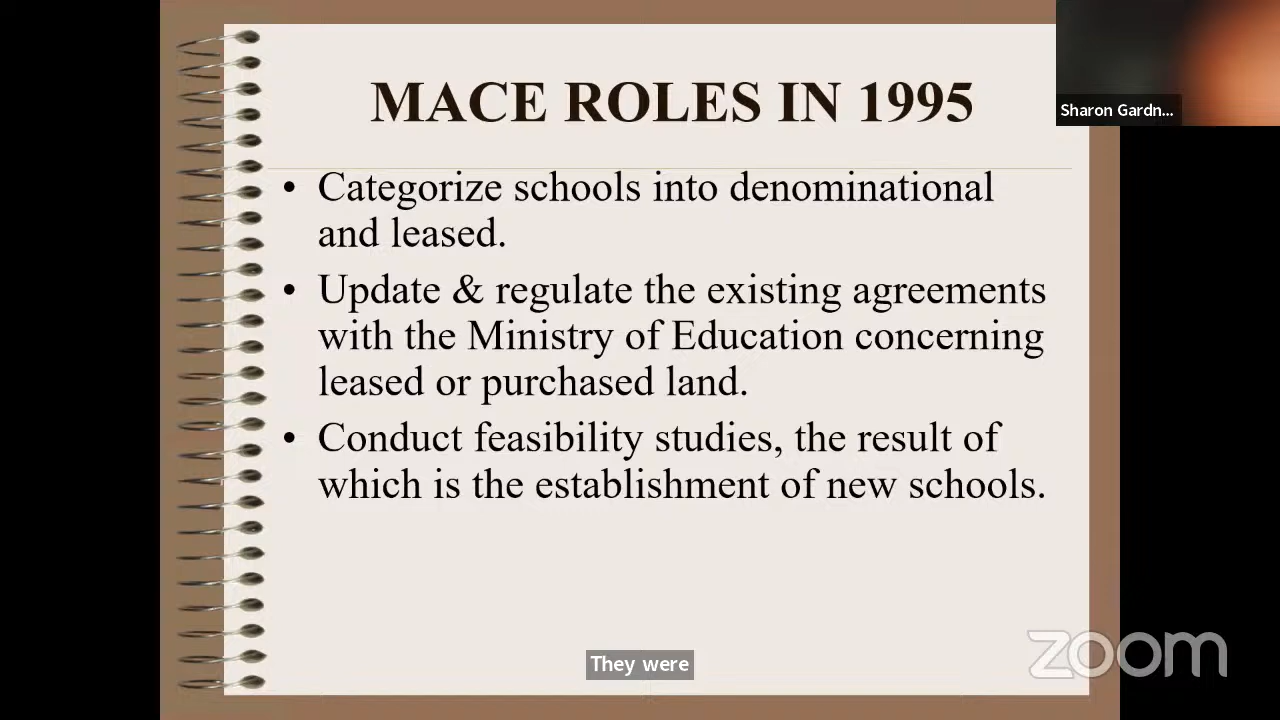 MACE ROLES IN 1995
Sharon Gardn...
• Categorize schools into denominational
and leased.
• Update & regulate the existing agreements
with the Ministry of Education concerning
leased or purchased land.
• Conduct feasibility studies, the result of
which is the establishment of new schools.
They were
zoom